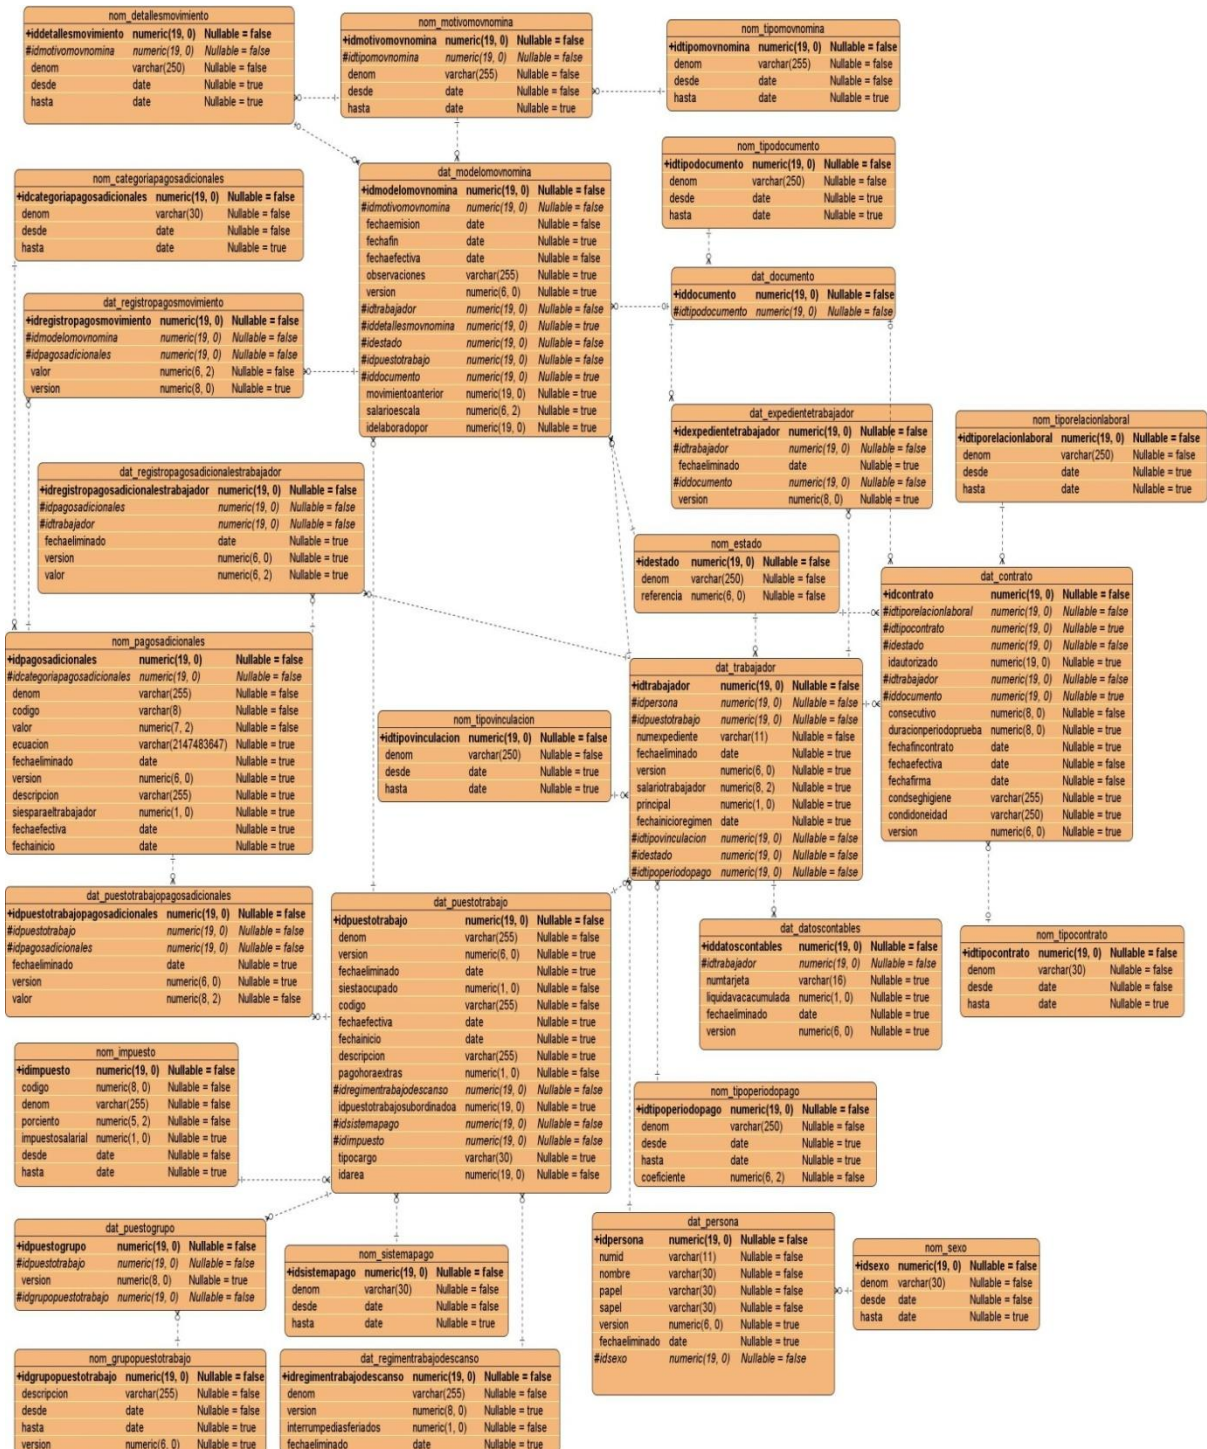 nom_detallesmovimiento
+iddetallesmovimiento numeric(19, 0) Nullable = false
#idmotivomovnomina numeric(19, 0) Nullable = false
denom varchar(250) Nullable = false
desde date Nullable = true
hasta date Nullable = true
nom_motivomovnomina
+idmotivomovnomina numeric(19, 0) Nullable = false
#idtipomovnomina numeric(19, 0) Nullable = false
denom varchar(255) Nullable = false
desde date Nullable = false
hasta date Nullable = true
nom_tipomovnomina
+idtipomovnomina numeric(19, 0) Nullable = false
denom varchar(255) Nullable = false
desde date Nullable = false
hasta date Nullable = true
nom_tipodocumento
+idtipodocumento numeric(19, 0) Nullable = false
denom varchar(250) Nullable = false
desde date Nullable = true
hasta date Nullable = true
nom_categoriapagosadicionales
+idcategoriapagosadicionales numeric(19, 0) Nullable = false
denom varchar(30) Nullable = false
desde date Nullable = false
hasta date Nullable = true
dat_modelomovnomina
+idmodelomovnomina numeric(19, 0) Nullable = false
#idmotivomovnomina numeric(19, 0) Nullable = false
fechaemision date Nullable = false
fechafin date Nullable = true
fechaefectiva date Nullable = false
observaciones varchar(255) Nullable = true
version numeric(6, 0) Nullable = true
#idtrabajador numeric(19, 0) Nullable = false
#iddetallesmovnomina numeric(19, 0) Nullable = true
#idestado numeric(19, 0) Nullable = false
#idpuestotrabajo numeric(19, 0) Nullable = false
#iddocumento numeric(19, 0) Nullable = true
movimientoanterior numeric(19, 0) Nullable = true
salarioescala numeric(6, 2) Nullable = true
idelaboradopor numeric(19, 0) Nullable = true
dat_documento
+iddocumento numeric(19, 0) Nullable = false
#idtipodocumento numeric(19, 0) Nullable = false
dat_registropagosmovimiento
+idregistropagosmovimiento numeric(19, 0) Nullable = false
#idmodelomovnomina numeric(19, 0) Nullable = false
#idpagosadicionales numeric(19, 0) Nullable = false
valor numeric(6, 2) Nullable = false
version numeric(8, 0) Nullable = true
dat_expedientetrabajador
+idexpedientetrabajador numeric(19, 0) Nullable = false
#idtrabajador numeric(19, 0) Nullable = false
fechaeliminado date Nullable = true
#iddocumento numeric(19, 0) Nullable = false
version numeric(8, 0) Nullable = true
nom_tiporelacionlaboral
+idtiporelacionlaboral numeric(19, 0) Nullable = false
denom varchar(250) Nullable = false
desde date Nullable = true
hasta date Nullable = true
dat_registropagosadicionalestrabajador
+idregistropagosadicionalestrabajador numeric(19, 0) Nullable = false
#idpagosadicionales numeric(19, 0) Nullable = false
#idtrabajador numeric(19, 0) Nullable = false
fechaeliminado date Nullable = true
version numeric(6, 0) Nullable = true
valor numeric(6, 2) Nullable = true
nom_estado
+idestado numeric(19, 0) Nullable = false
denom varchar(250) Nullable = false
referencia numeric(6, 0) Nullable = false
dat_contrato
+idcontrato numeric(19, 0) Nullable = false
#idtiporelacionlaboral numeric(19, 0) Nullable = false
#idtipocontrato numeric(19, 0) Nullable = true
#idestado numeric(19, 0) Nullable = false
idautorizado numeric(19, 0) Nullable = true
#idtrabajador numeric(19, 0) Nullable = false
#iddocumento numeric(19, 0) Nullable = true
consecutivo numeric(8, 0) Nullable = false
duracionperiodoprueba numeric(8, 0) Nullable = true
fechafincontrato date Nullable = true
fechaefectiva date Nullable = false
fechafirma date Nullable = false
condseghigiene varchar(255) Nullable = true
condidoneidad varchar(250) Nullable = true
version numeric(6, 0) Nullable = true
nom_pagosadicionales
+idpagosadicionales numeric(19, 0) Nullable = false
#idcategoriapagosadicionales numeric(19, 0) Nullable = false
denom varchar(255) Nullable = false
codigo varchar(8) Nullable = false
valor numeric(7, 2) Nullable = false
ecuacion varchar(2147483647) Nullable = true
fechaeliminado date Nullable = true
version numeric(6, 0) Nullable = true
descripcion varchar(255) Nullable = true
siesparaeltrabajador numeric(1, 0) Nullable = true
fechaefectiva date Nullable = true
fechainicio date Nullable = true
nom_tipovinculacion
+idtipovinculacion numeric(19, 0) Nullable = false
denom varchar(250) Nullable = false
desde date Nullable = true
hasta date Nullable = true
dat_trabajador
+idtrabajador numeric(19, 0) Nullable = false
#idpersona numeric(19, 0) Nullable = false
#idpuestotrabajo numeric(19, 0) Nullable = true
numexpediente varchar(11) Nullable = false
fechaeliminado date Nullable = true
version numeric(6, 0) Nullable = true
salariotrabajador numeric(8, 2) Nullable = true
principal numeric(1, 0) Nullable = true
fechainicioregimen date Nullable = true
#idtipovinculacion numeric(19, 0) Nullable = false
#idestado numeric(19, 0) Nullable = false
#idtipoperiodopago numeric(19, 0) Nullable = false
dat_puestotrabajopagosadicionales
+idpuestotrabajopagosadicionales numeric(19, 0) Nullable = false
#idpuestotrabajo numeric(19, 0) Nullable = false
#idpagosadicionales numeric(19, 0) Nullable = false
fechaeliminado date Nullable = true
version numeric(6, 0) Nullable = true
valor numeric(8, 2) Nullable = false
dat_puestotrabajo
+idpuestotrabajo numeric(19, 0) Nullable = false
denom varchar(255) Nullable = false
version numeric(6, 0) Nullable = true
fechaeliminado date Nullable = true
siestaocupado numeric(1, 0) Nullable = false
codigo varchar(255) Nullable = false
fechaefectiva date Nullable = true
fechainicio date Nullable = true
descripcion varchar(255) Nullable = true
pagohoraextras numeric(1, 0) Nullable = false
#idregimentrabajodescanso numeric(19, 0) Nullable = false
idpuestotrabajosubordinadoa numeric(19, 0) Nullable = true
#idsistemapago numeric(19, 0) Nullable = false
#idimpuesto numeric(19, 0) Nullable = false
tipocargo varchar(30) Nullable = true
idarea numeric(19, 0) Nullable = false
dat_datoscontables
+iddatoscontables numeric(19, 0) Nullable = false
#idtrabajador numeric(19, 0) Nullable = false
numtarjeta varchar(16) Nullable = true
liquidavacacumulada numeric(1, 0) Nullable = true
fechaeliminado date Nullable = true
version numeric(6, 0) Nullable = true
nom_tipocontrato
+idtipocontrato numeric(19, 0) Nullable = false
denom varchar(30) Nullable = false
desde date Nullable = false
hasta date Nullable = true
nom_impuesto
+idimpuesto numeric(19, 0) Nullable = false
codigo numeric(8, 0) Nullable = false
denom varchar(255) Nullable = false
porciento numeric(5, 2) Nullable = false
impuestosalarial numeric(1, 0) Nullable = true
desde date Nullable = false
hasta date Nullable = true
nom_tipoperiodopago
+idtipoperiodopago numeric(19, 0) Nullable = false
denom varchar(250) Nullable = false
desde date Nullable = true
hasta date Nullable = true
coeficiente numeric(6, 2) Nullable = true
dat_puestogrupo
+idpuestogrupo numeric(19, 0) Nullable = false
#idpuestotrabajo numeric(19, 0) Nullable = false
version numeric(8, 0) Nullable = true
#idgrupopuestotrabajo numeric(19, 0) Nullable = false
nom_sistemapago
+idsistemapago numeric(19, 0) Nullable = false
denom varchar(30) Nullable = false
desde date Nullable = false
hasta date Nullable = true
dat_persona
+idpersona numeric(19, 0) Nullable = false
numid varchar(11) Nullable = false
nombre varchar(30) Nullable = false
papel varchar(30) Nullable = false
sapel varchar(30) Nullable = false
version numeric(6, 0) Nullable = true
fechaeliminado date Nullable = true
#idsexo numeric(19, 0) Nullable = false
nom_sexo
+idsexo numeric(19, 0) Nullable = false
denom varchar(30) Nullable = false
desde date Nullable = false
hasta date Nullable = true
nom_grupopuestotrabajo
+idgrupopuestotrabajo numeric(19, 0) Nullable = false
descripcion varchar(255) Nullable = false
desde date Nullable = false
hasta date Nullable = true
version numeric(6, 0) Nullable = true
dat_regimentrabajodescanso
+idregimentrabajodescanso numeric(19, 0) Nullable = false
denom varchar(255) Nullable = false
version numeric(8, 0) Nullable = true
interrumpediasferiados numeric(1, 0) Nullable = false
fechaeliminado date Nullable = true